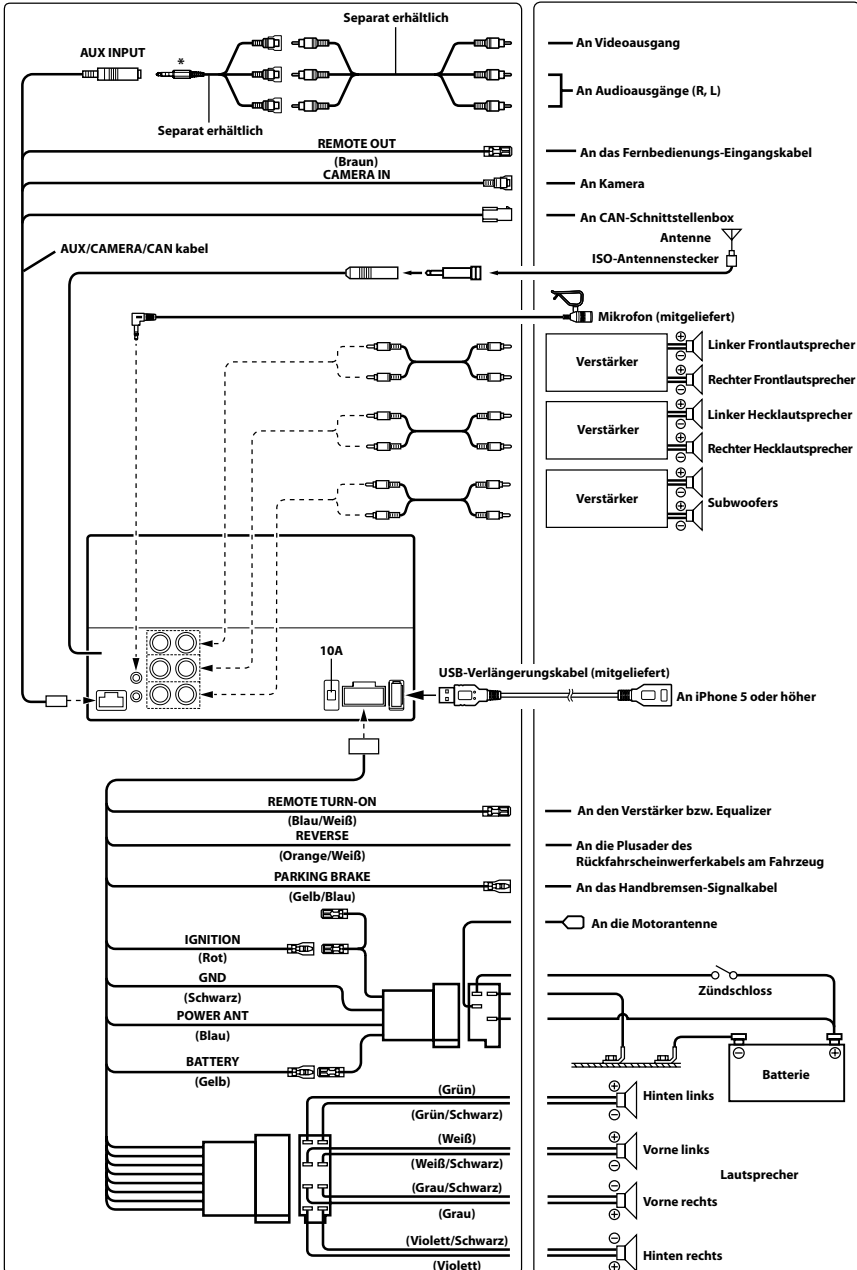 Separat erhältlich
AUX INPUT
*
An Videoausgang
An Audioausgänge (R, L)
Separat erhältlich
REMOTE OUT
(Braun)
An das Fernbedienungs-Eingangskabel
CAMERA IN
An Kamera
An CAN-Schnittstellenbox
Antenne
AUX/CAMERA/CAN kabel
ISO-Antennenstecker
Mikrofon (mitgeliefert)
Verstärker
⊕ Linker Frontlautsprecher
⊖
⊕ Rechter Frontlautsprecher
⊖
Verstärker
⊕ Linker Hecklautsprecher
⊖
⊕ Rechter Hecklautsprecher
⊖
Verstärker
⊕
⊖
Subwoofers
⊕
⊖
10A
USB-Verlängerungskabel (mitgeliefert)
An iPhone 5 oder höher
REMOTE TURN-ON
(Blau/Weiß)
An den Verstärker bzw. Equalizer
REVERSE
(Orange/Weiß)
An die Plusader des
Rückfahrscheinwerferkabels am Fahrzeug
PARKING BRAKE
(Gelb/Blau)
An das Handbremsen-Signalkabel
An die Motorantenne
IGNITION
(Rot)
GND
(Schwarz)
Zündschloss
POWER ANT
(Blau)
BATTERY
(Gelb)
⊖ ⊕
Batterie
(Grün)
(Grün/Schwarz)
⊕
Hinten links
⊖
(Weiß)
(Weiß/Schwarz)
⊕
Vorne links
⊖
Lautsprecher
(Grau/Schwarz)
(Grau)
⊖
Vorne rechts
⊕
(Violett/Schwarz)
(Violett)
⊖
Hinten rechts
⊕